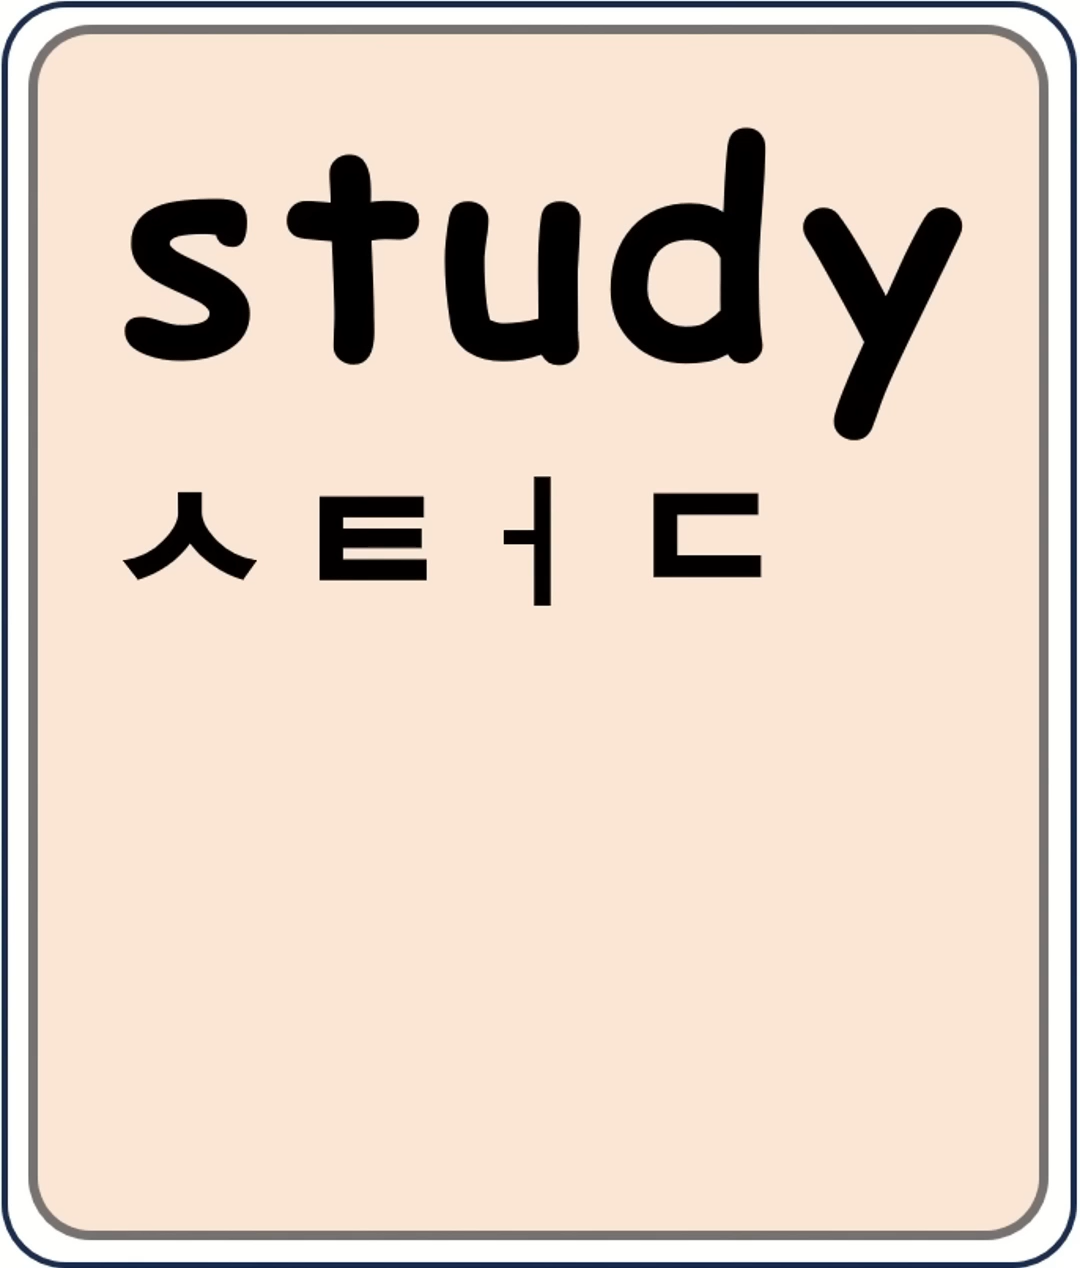 study
ㅅ ㅌ ㅓ ㄷ